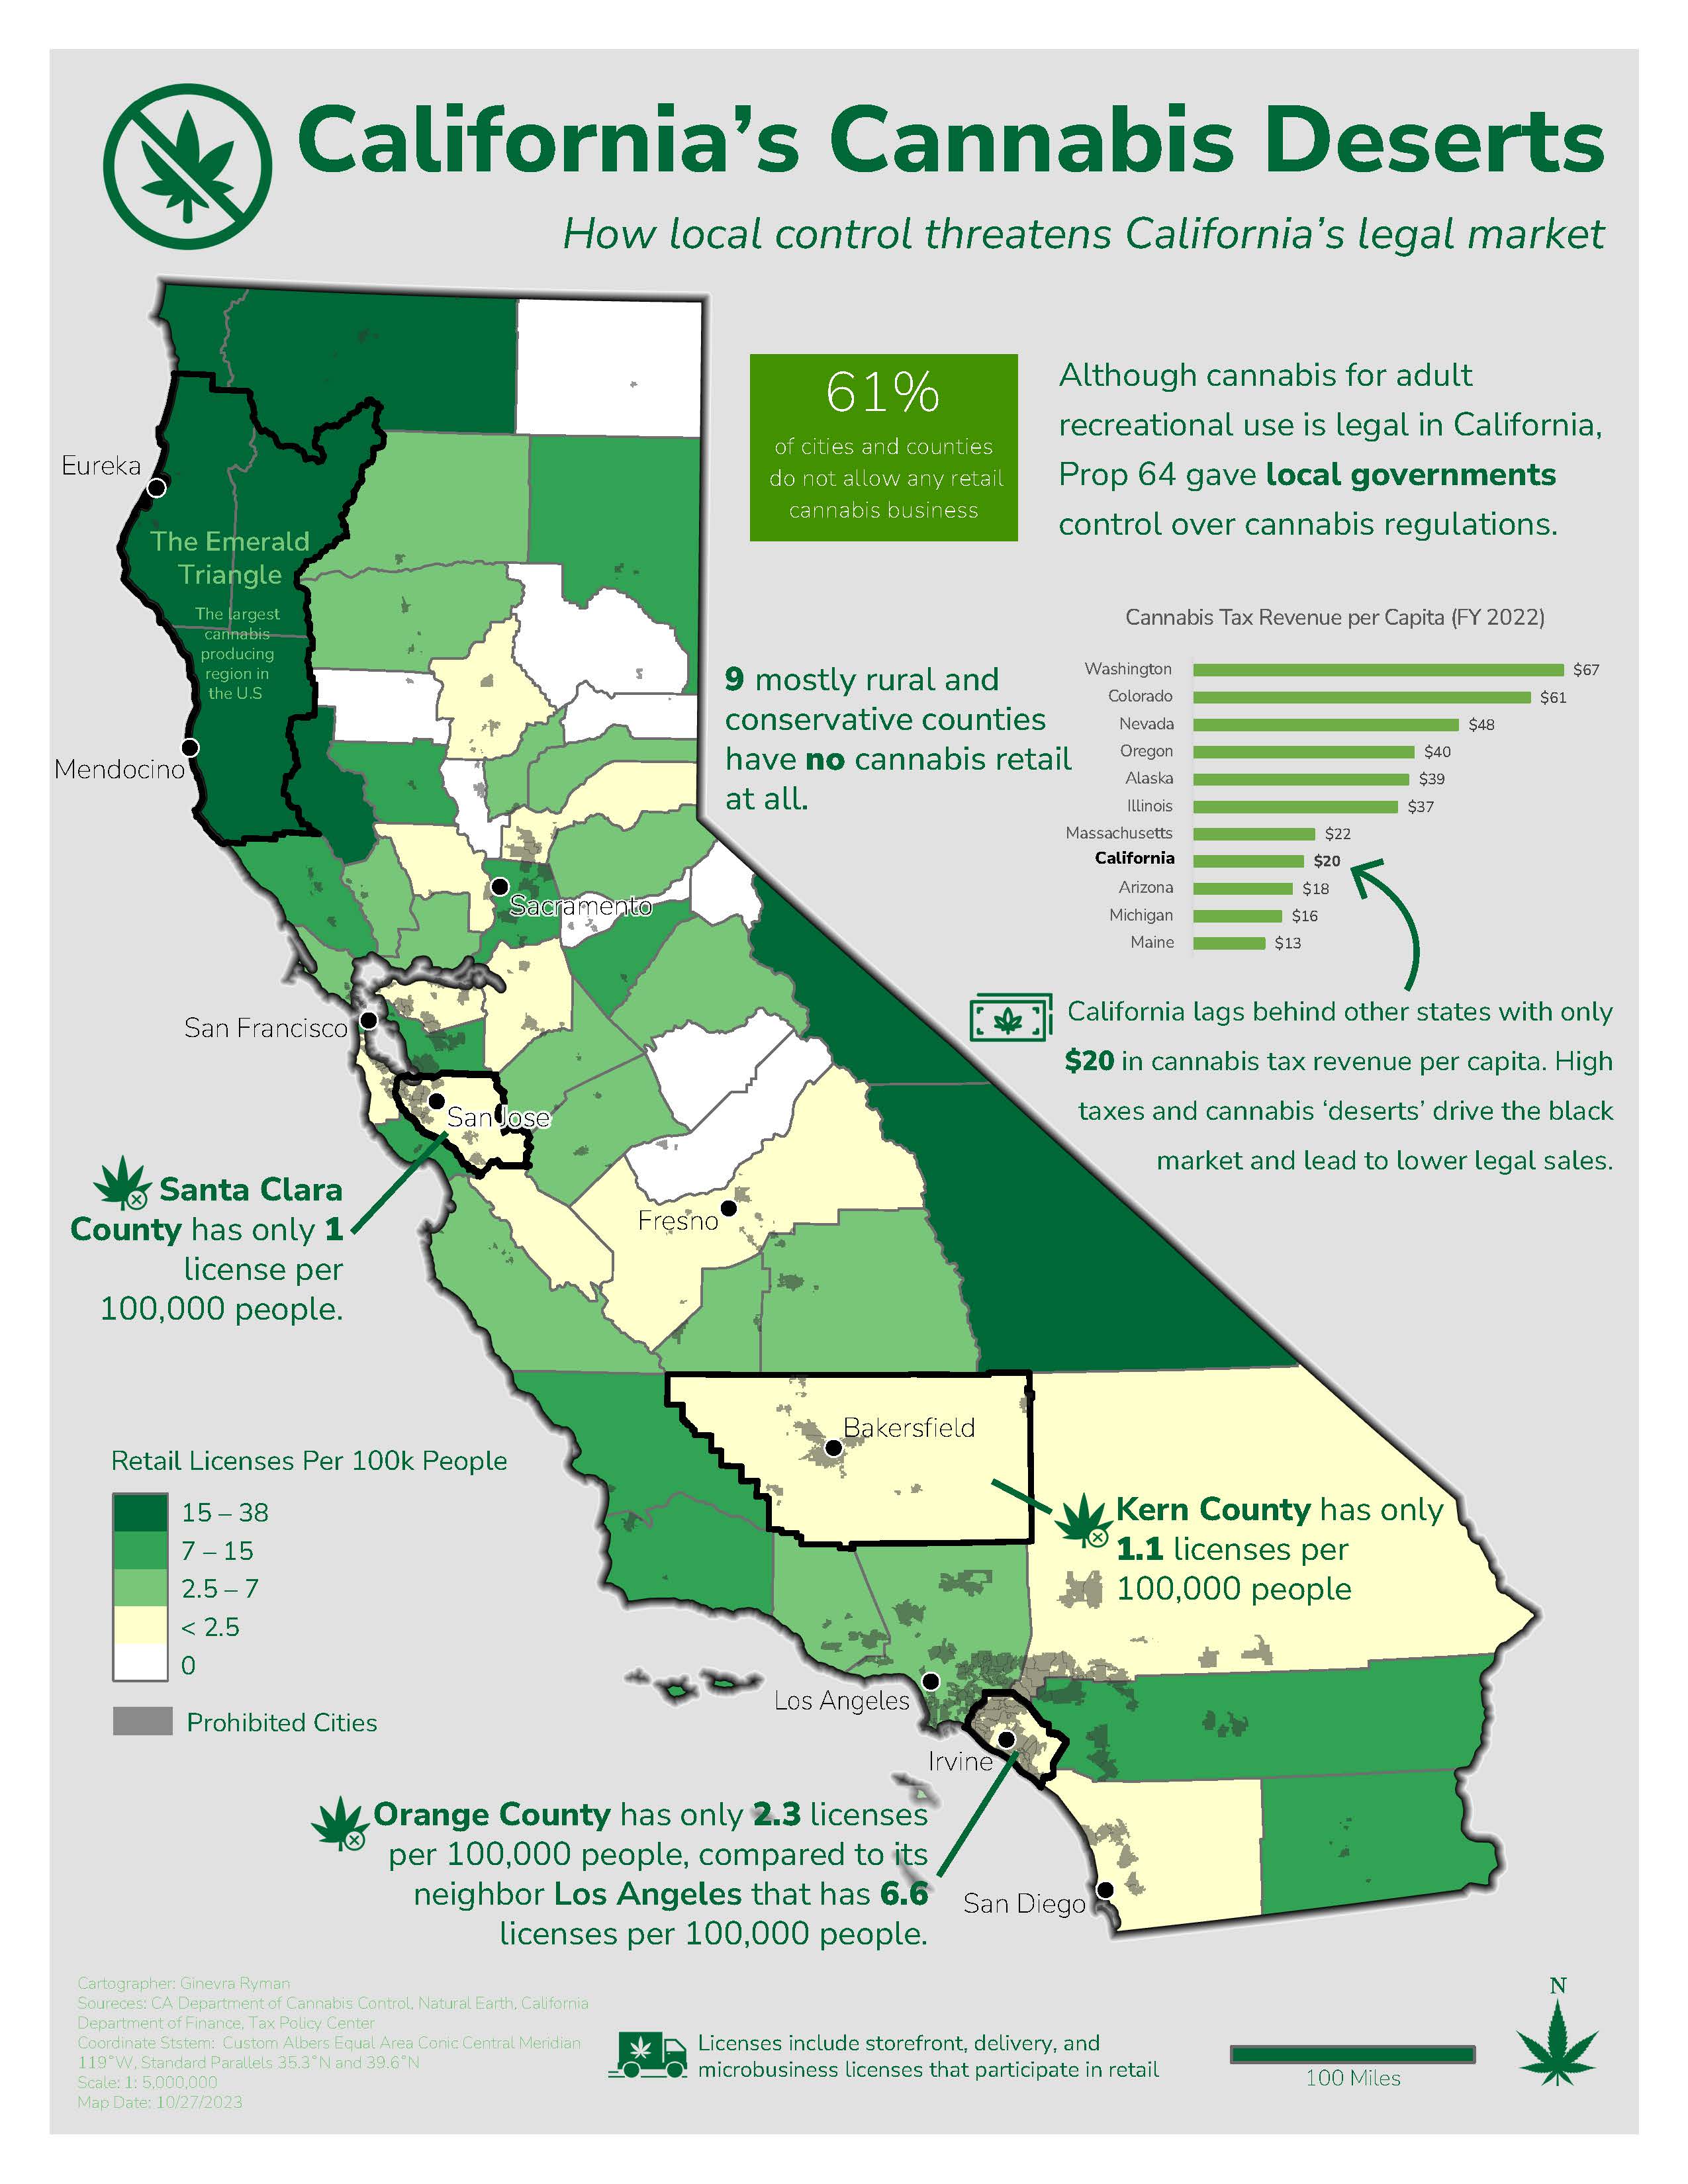 California's Cannabis Deserts
How local control threatens California's legal market
61%
of cities and counties
do not allow any retail
cannabis business
Although cannabis for adult
recreational use is legal in California,
Prop 64 gave local governments
control over cannabis regulations.
Eureka
The Emerald
Triangle
The largest
cannabis
producing
region in
the U.S
Mendocino
9 mostly rural and
conservative counties
have no cannabis retail
at all.
Cannabis Tax Revenue per Capita (FY 2022)
Washington $67
Colorado $61
Nevada $48
Oregon $40
Alaska $39
Illinois $37
Massachusetts $22
California $20
Arizona $18
Michigan $16
Maine $13
California lags behind other states with only
$20 in cannabis tax revenue per capita. High
taxes and cannabis ‘deserts’ drive the black
market and lead to lower legal sales.
Sacramento
San Francisco
San Jose
Santa Clara
County has only 1
license per
100,000 people.
Fresno
Bakersfield
Kern County has only
1.1 licenses per
100,000 people
Retail Licenses Per 100k People
15 – 38
7 – 15
2.5 – 7
< 2.5
0
Prohibited Cities
Los Angeles
Irvine
Orange County has only 2.3 licenses
per 100,000 people, compared to its
neighbor Los Angeles that has 6.6
licenses per 100,000 people.
San Diego
Cartographer: Ginevra Ryman
Soureces: CA Department of Cannabis Control, Natural Earth, California
Department of Finance, Tax Policy Center
Coordinate Ststem: Custom Albers Equal Area Conic Central Meridian
119°W, Standard Parallels 35.3°N and 39.6°N
Scale: 1: 5,000,000
Map Date: 10/27/2023
Licenses include storefront, delivery, and
microbusiness licenses that participate in retail
100 Miles
N